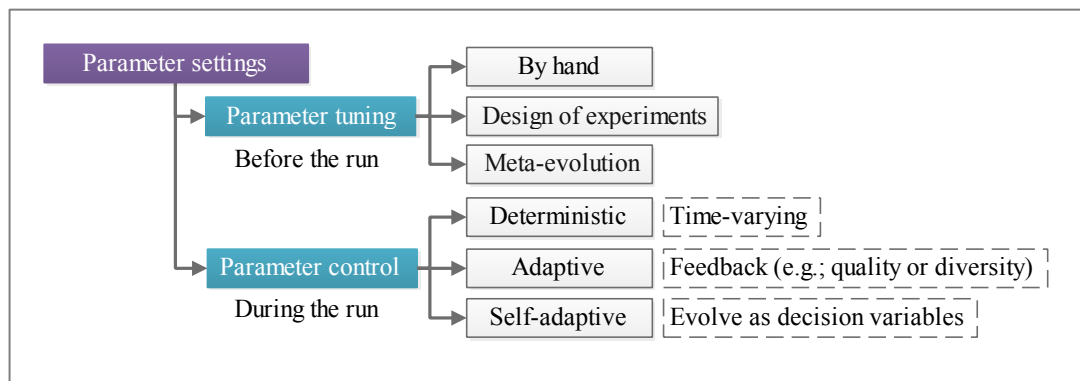 Parameter settings
By hand
Parameter tuning
Design of experiments
Before the run
Meta-evolution
Deterministic
Time-varying
Parameter control
Adaptive
Feedback (e.g.; quality or diversity)
During the run
Self-adaptive
Evolve as decision variables